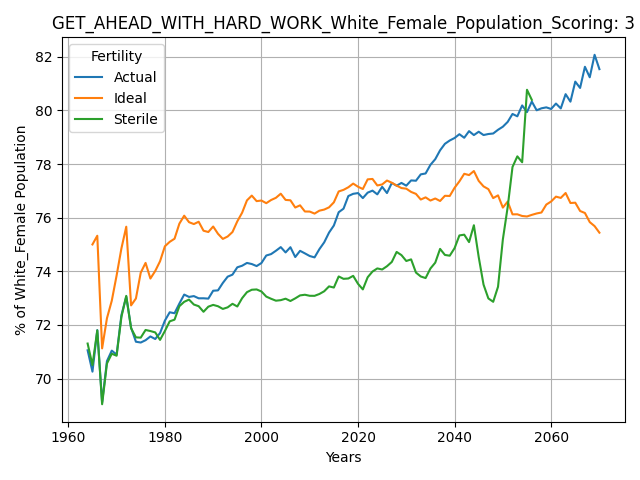 GET_AHEAD_WITH_HARD_WORK_White_Female_Population_Scoring: 3
Fertility
Actual
Ideal
Sterile
% of White_Female Population
82
80
78
76
74
72
70
1960
1980
2000
2020
2040
2060
Years